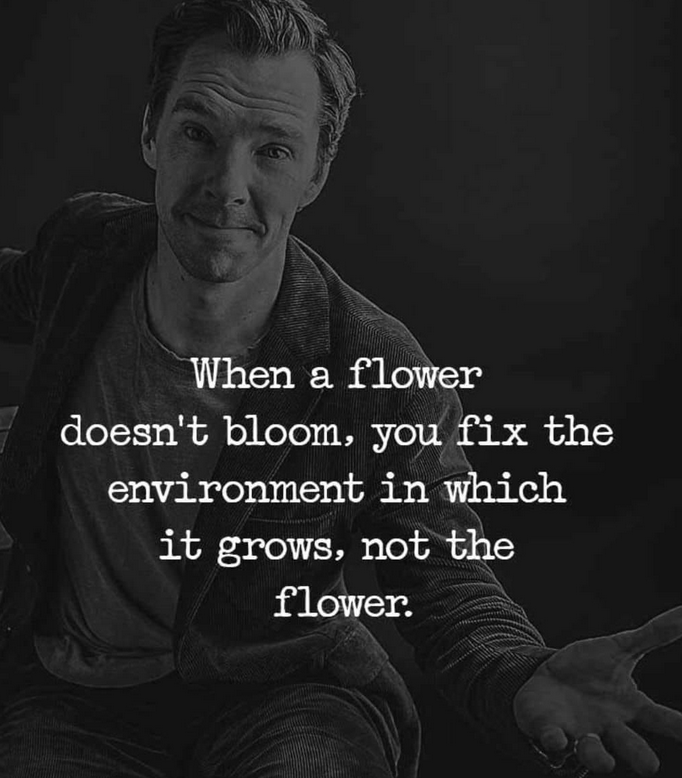 When a flower
doesn't bloom, you fix the
environment in which
it grows, not the
flower.